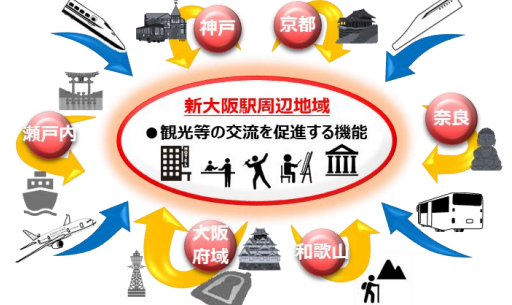 神戸
京都
新大阪駅周辺地域
●観光等の交流を促進する機能
瀬戸内
奈良
大阪
府域
和歌山